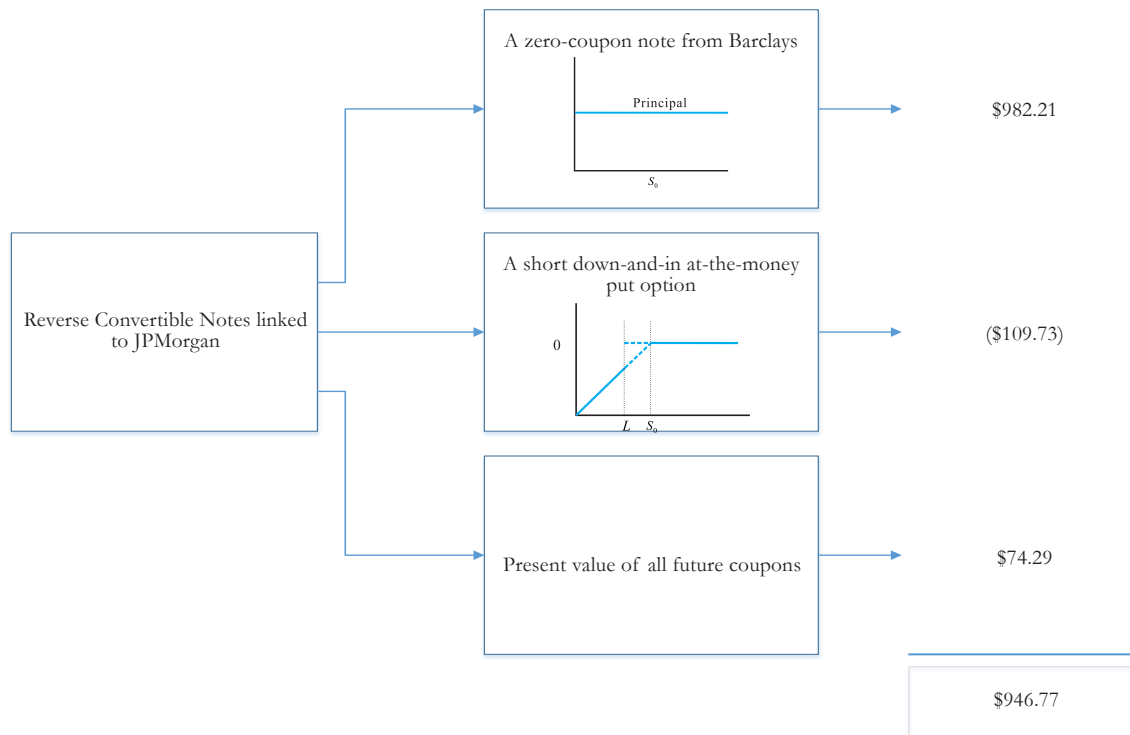 A zero-coupon note from Barclays
Principal
S₀
$982.21
Reverse Convertible Notes linked
to JPMorgan
A short down-and-in at-the-money
put option
0
L S₀
($109.73)
Present value of all future coupons
$74.29
$946.77